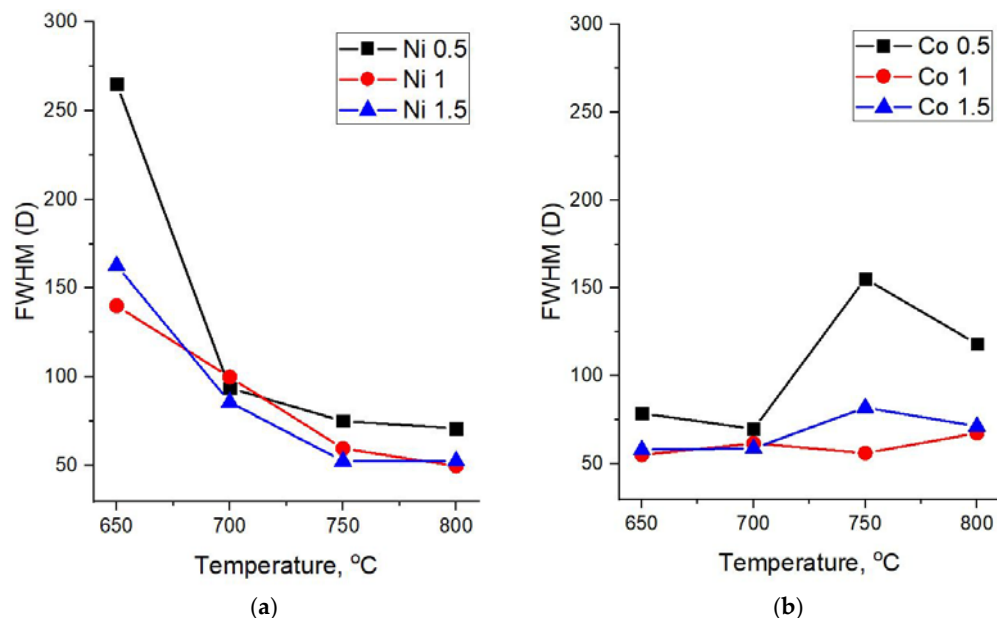 300
250
200
150
100
50
FWHM (D)
Ni 0.5
Ni 1
Ni 1.5
650 700 750 800
Temperature, °C
(a)
300
250
200
150
100
50
FWHM (D)
Co 0.5
Co 1
Co 1.5
650 700 750 800
Temperature, °C
(b)